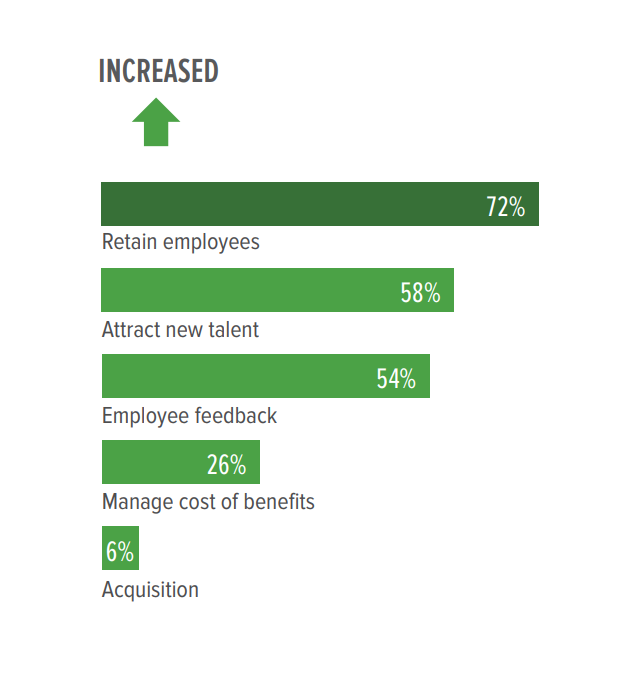 INCREASED
72%
Retain employees
58%
Attract new talent
54%
Employee feedback
26%
Manage cost of benefits
6%
Acquisition